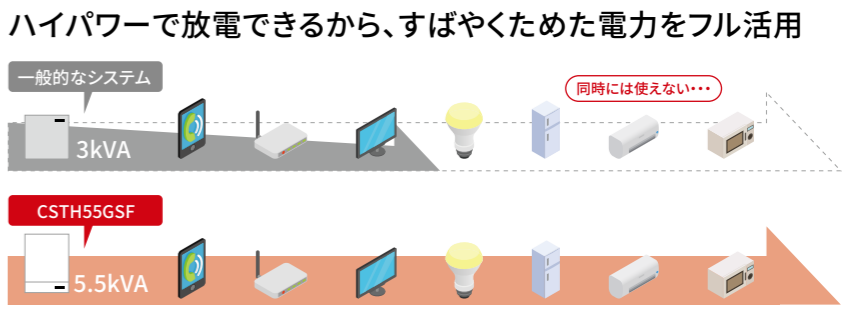 ハイパワーで放電できるから、すばやくためた電力をフル活用
一般的なシステム
同時には使えない・・・
3kVA
CSTH55GSF
5.5kVA